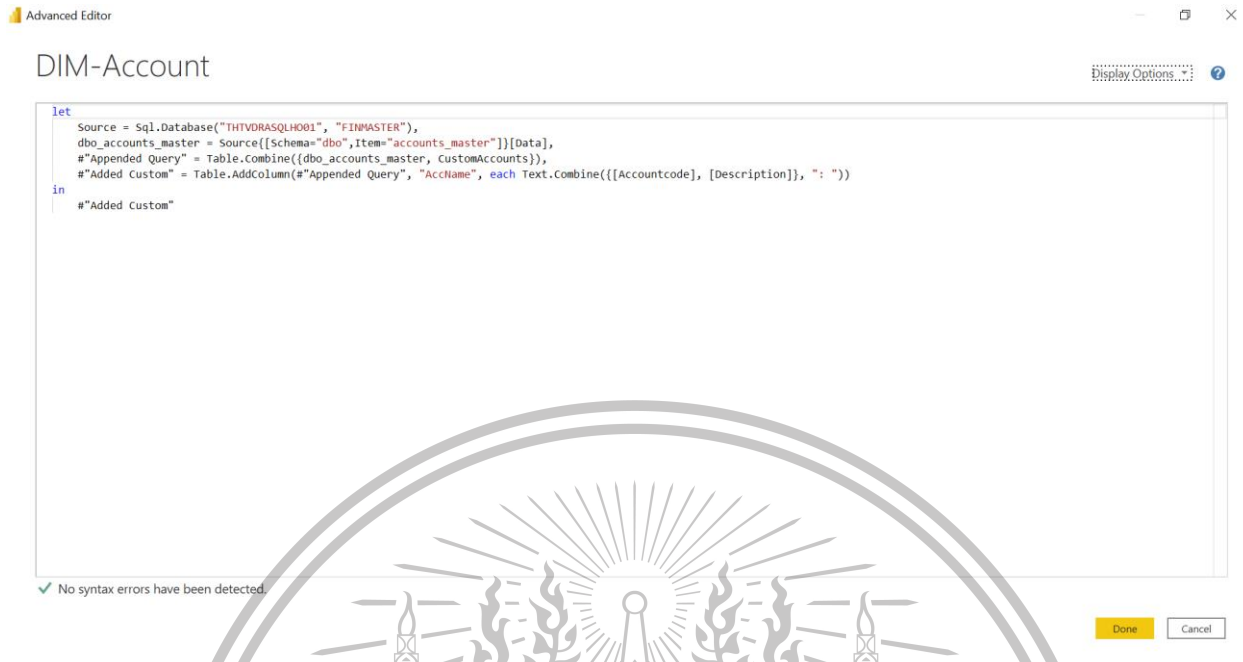 Advanced Editor
DIM-Account
Display Options
?
let
    Source = Sql.Database("THTVDRASQLHO01", "FINMASTER"),
    dbo_accounts_master = Source{[Schema="dbo",Item="accounts_master"]}[Data],
    #"Appended Query" = Table.Combine({dbo_accounts_master, CustomAccounts}),
    #"Added Custom" = Table.AddColumn(#"Appended Query", "AccName", each Text.Combine({[Accountcode], [Description]}, ": "))
in
    #"Added Custom"
No syntax errors have been detected.
Done
Cancel